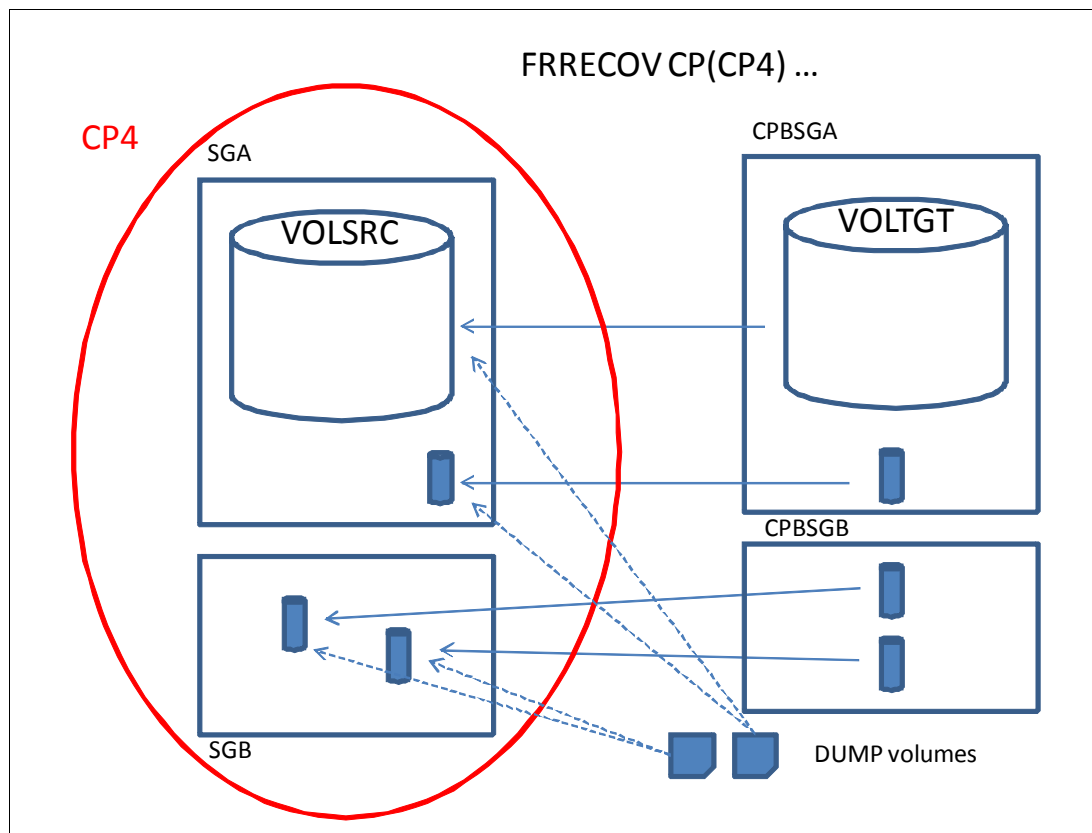 FRRECOV CP(CP4) ...
CP4
SGA
CPBSGA
VOLSRC
VOLTGT
CPBSGB
SGB
DUMP volumes